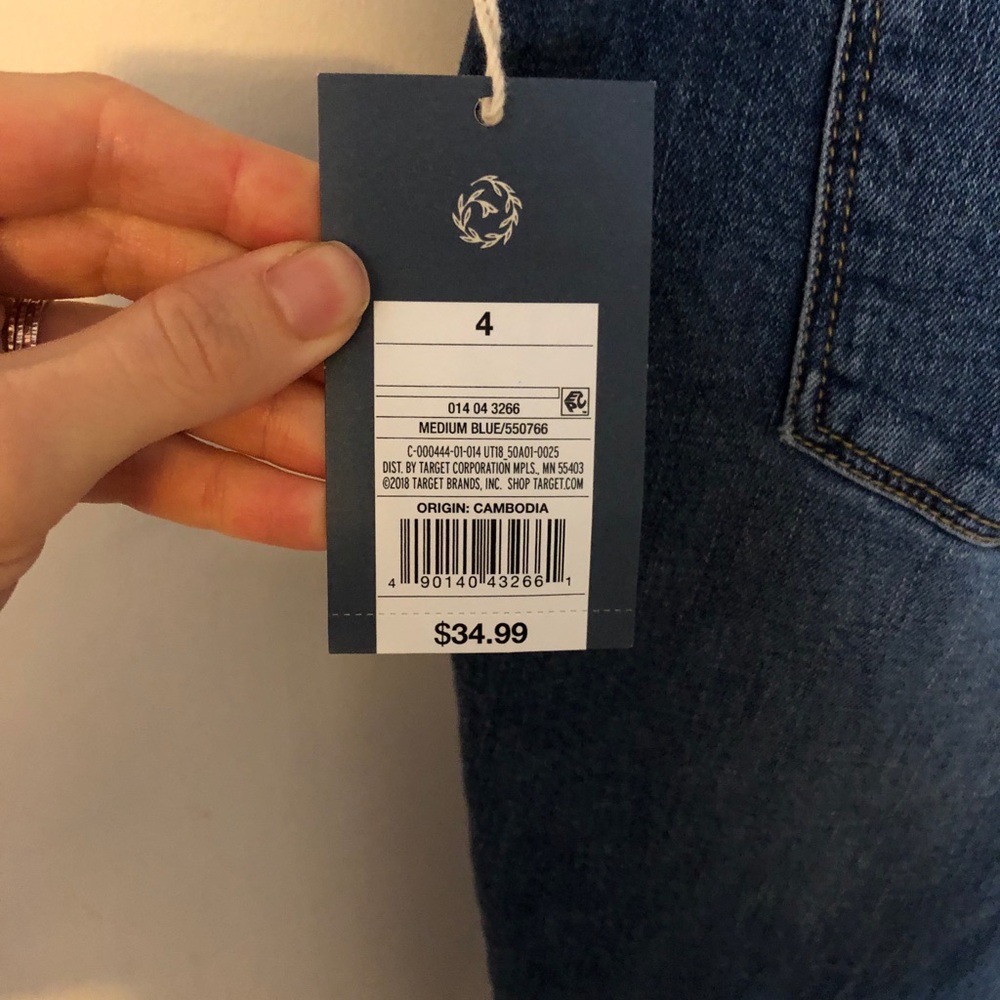 4
014 04 3266
MEDIUM BLUE/550766
C-000444-01-014 UT18_50A01-0025
DIST. BY TARGET CORPORATION MPLS., MN 55403
©2018 TARGET BRANDS, INC. SHOP TARGET.COM
ORIGIN: CAMBODIA
4 90140 43266 1
$34.99